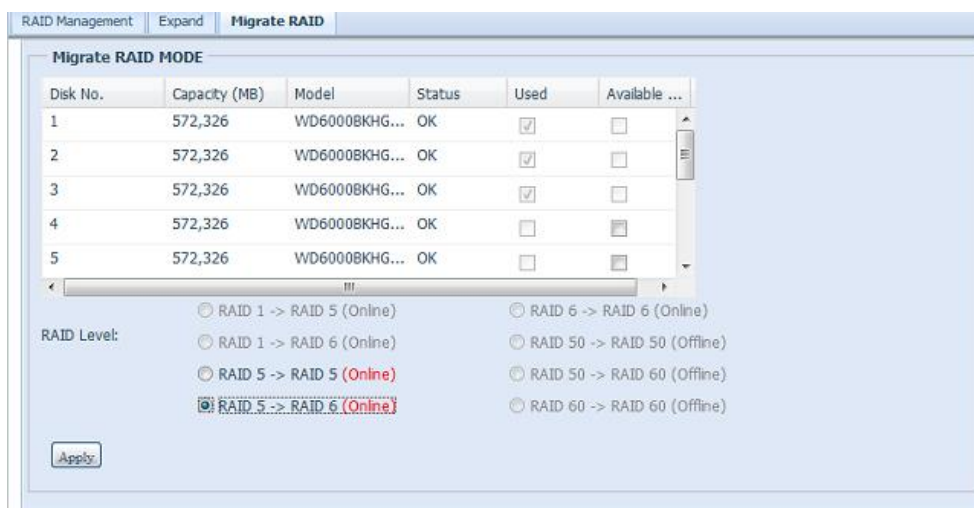 RAID Management Expand Migrate RAID
Migrate RAID MODE
Disk No. Capacity (MB) Model Status Used Available ...
1 572,326 WD6000BKHG... OK
2 572,326 WD6000BKHG... OK
3 572,326 WD6000BKHG... OK
4 572,326 WD6000BKHG... OK
5 572,326 WD6000BKHG... OK
RAID Level:
RAID 1 -> RAID 5 (Online) RAID 6 -> RAID 6 (Online)
RAID 1 -> RAID 6 (Online) RAID 50 -> RAID 50 (Offline)
RAID 5 -> RAID 5 (Online) RAID 50 -> RAID 60 (Offline)
RAID 5 -> RAID 6 (Online) RAID 60 -> RAID 60 (Offline)
Apply